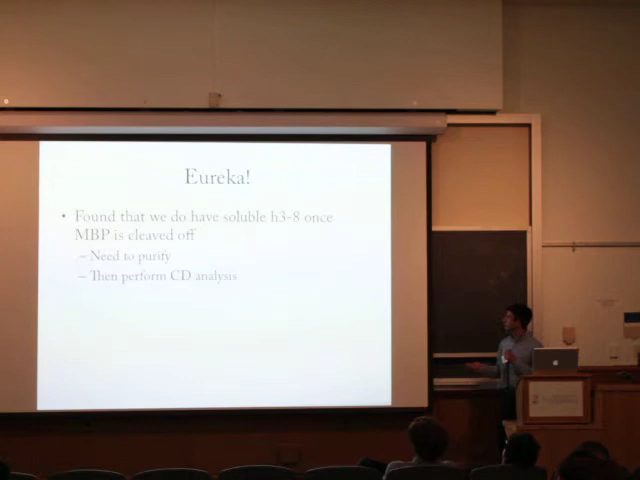 Eureka!
• Found that we do have soluble h3-8 once
MBP is cleaved off
– Need to purify
– Then perform CD analysis